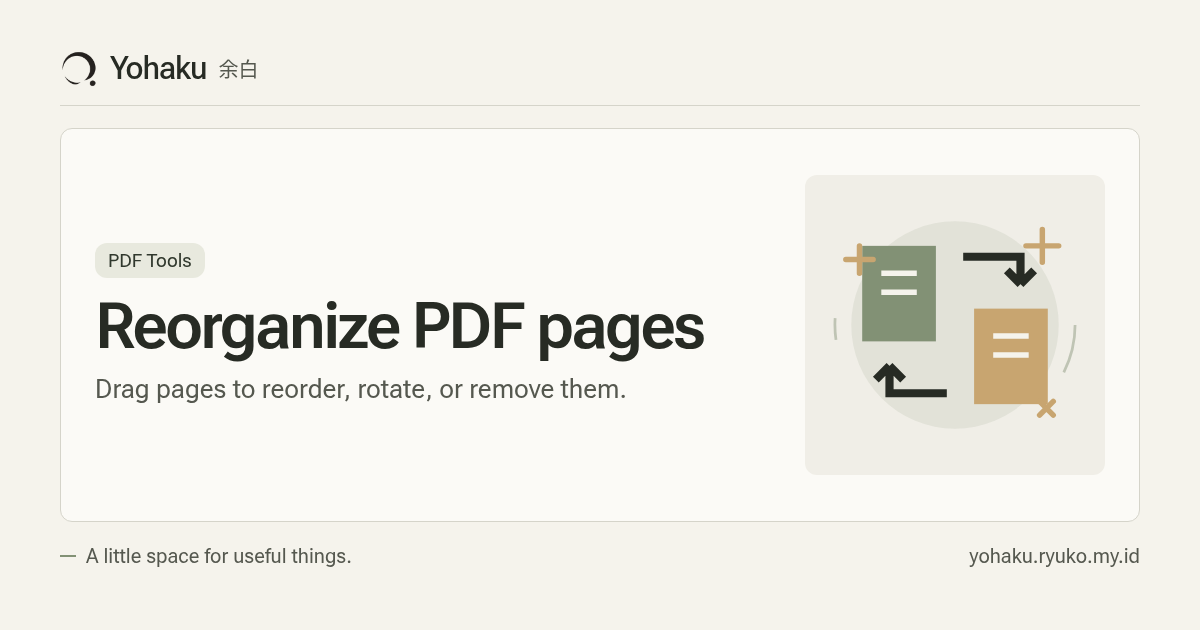 Yohaku 余白
PDF Tools
Reorganize PDF pages
Drag pages to reorder, rotate, or remove them.
— A little space for useful things.
yohaku.ryuko.my.id